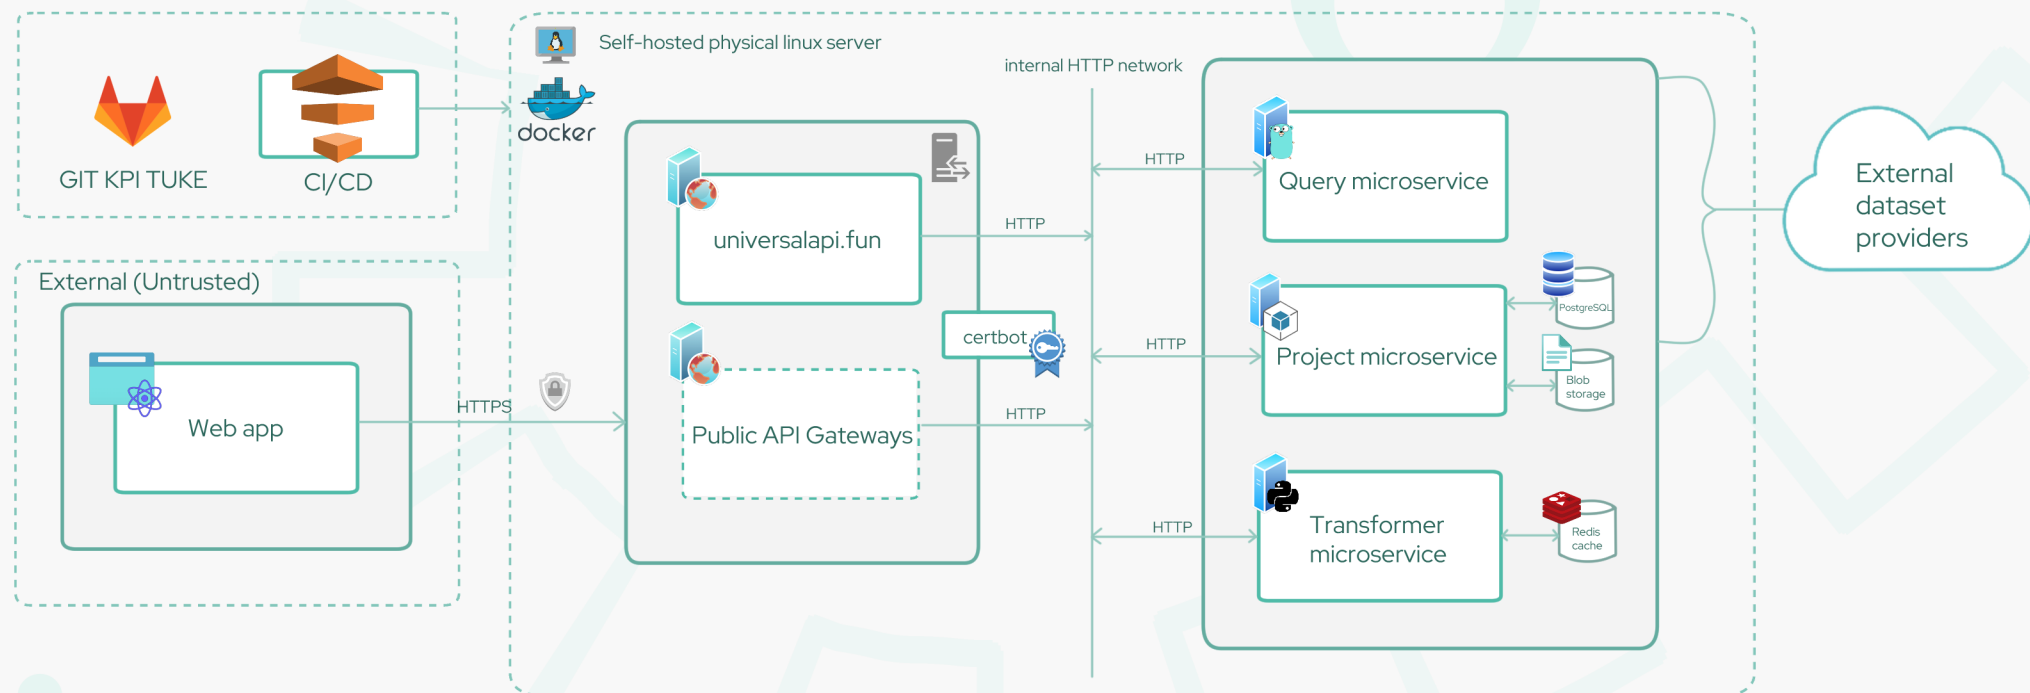 GIT KPI TUKE
CI/CD
External (Untrusted)
Web app
HTTPS
Self-hosted physical linux server
docker
universalapi.fun
Public API Gateways
certbot
HTTP
HTTP
internal HTTP network
HTTP
HTTP
HTTP
Query microservice
Project microservice
PostgreSQL
Blob
storage
Transformer
microservice
Redis
cache
External
dataset
providers